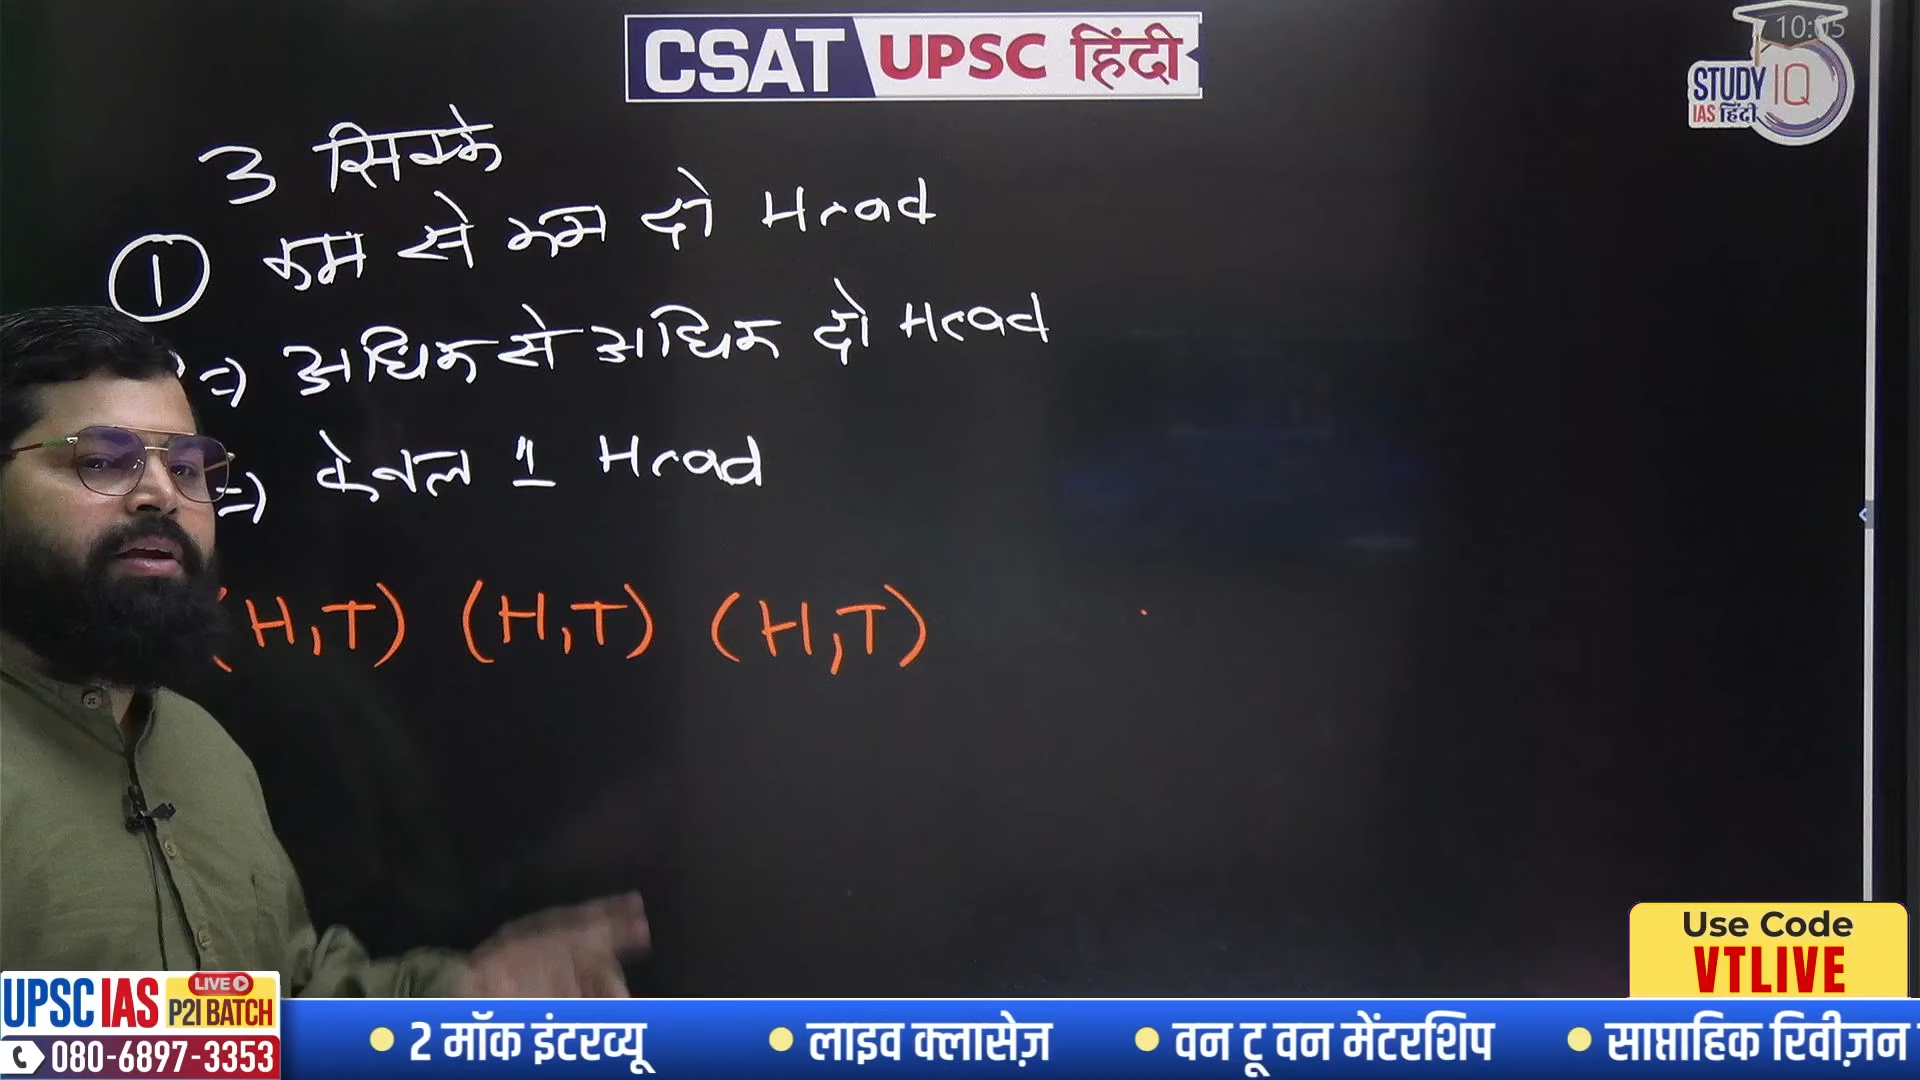 CSAT UPSC हिंदी
10:05
STUDY IQ
IAS हिंदी
3 सिक्के
1 कम से कम दो Head
=) अधिक से अधिक दो Head
=) केवल 1 Head
(H,T) (H,T) (H,T)
Use Code
VTLIVE
UPSC IAS LIVE
P2I BATCH
080-6897-3353
2 मॉक इंटरव्यू • लाइव क्लासेज़ • वन टू वन मेंटरशिप • साप्ताहिक रिवीज़न